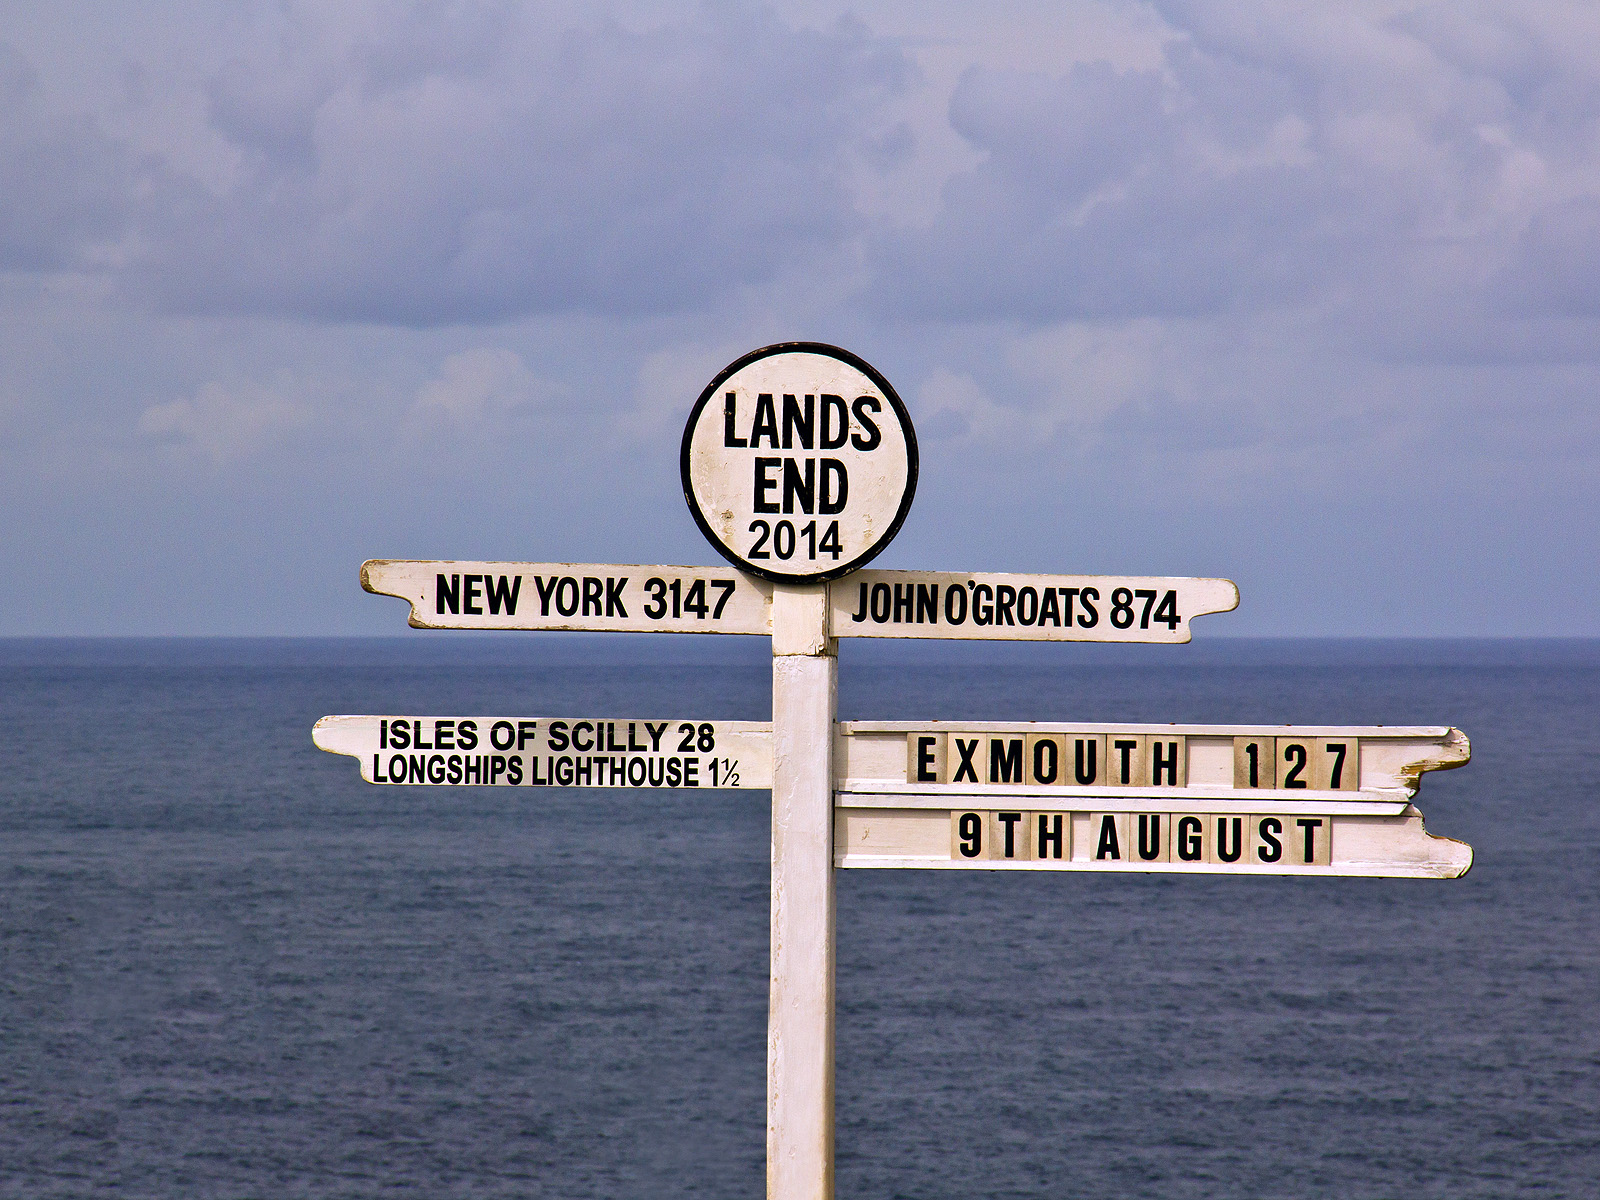 LANDS
END
2014
NEW YORK 3147
JOHN O'GROATS 874
ISLES OF SCILLY 28
LONGSHIPS LIGHTHOUSE 1½
EXMOUTH 127
9TH AUGUST